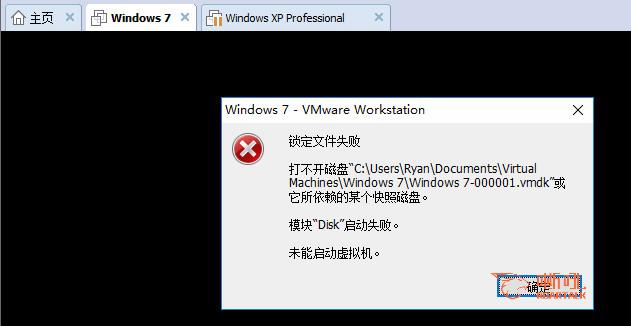 主页
Windows 7
Windows XP Professional
Windows 7 - VMware Workstation
锁定文件失败
打不开磁盘“C:\Users\Ryan\Documents\Virtual
Machines\Windows 7\Windows 7-000001.vmdk”或
它所依赖的某个快照磁盘。
模块“Disk”启动失败。
未能启动虚拟机。
确定